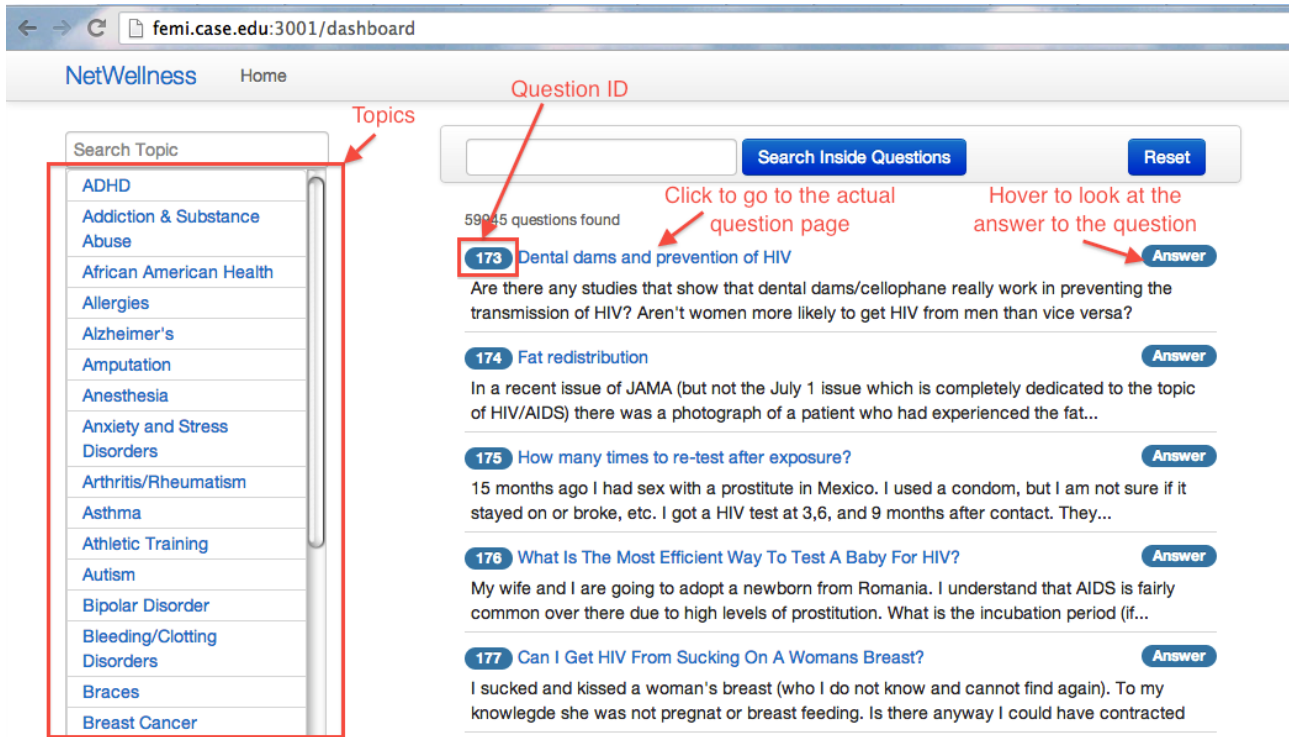 femi.case.edu:3001/dashboard
NetWellness Home
Question ID
Topics
Search Topic
ADHD
Addiction & Substance
Abuse
African American Health
Allergies
Alzheimer's
Amputation
Anesthesia
Anxiety and Stress
Disorders
Arthritis/Rheumatism
Asthma
Athletic Training
Autism
Bipolar Disorder
Bleeding/Clotting
Disorders
Braces
Breast Cancer
Search Inside Questions Reset
Click to go to the actual
question page
Hover to look at the
answer to the question
questions found
173 Dental dams and prevention of HIV Answer
Are there any studies that show that dental dams/cellophane really work in preventing the
transmission of HIV? Aren't women more likely to get HIV from men than vice versa?
174 Fat redistribution Answer
In a recent issue of JAMA (but not the July 1 issue which is completely dedicated to the topic
of HIV/AIDS) there was a photograph of a patient who had experienced the fat...
175 How many times to re-test after exposure? Answer
15 months ago I had sex with a prostitute in Mexico. I used a condom, but I am not sure if it
stayed on or broke, etc. I got a HIV test at 3,6, and 9 months after contact. They...
176 What Is The Most Efficient Way To Test A Baby For HIV? Answer
My wife and I are going to adopt a newborn from Romania. I understand that AIDS is fairly
common over there due to high levels of prostitution. What is the incubation period (if...
177 Can I Get HIV From Sucking On A Womans Breast? Answer
I sucked and kissed a woman's breast (who I do not know and cannot find again). To my
knowlegde she was not pregnat or breast feeding. Is there anyway I could have contracted